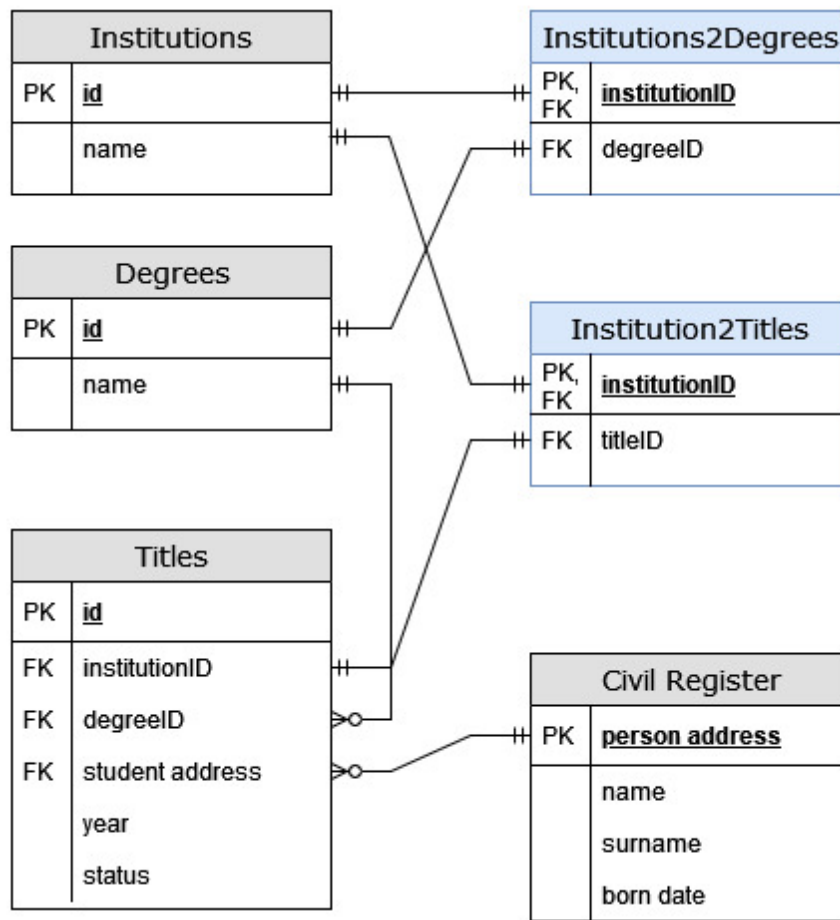 Institutions
PK id
name
Institutions2Degrees
PK, FK institutionID
FK degreeID
Degrees
PK id
name
Institution2Titles
PK, FK institutionID
FK titleID
Titles
PK id
FK institutionID
FK degreeID
FK student address
year
status
Civil Register
PK person address
name
surname
born date